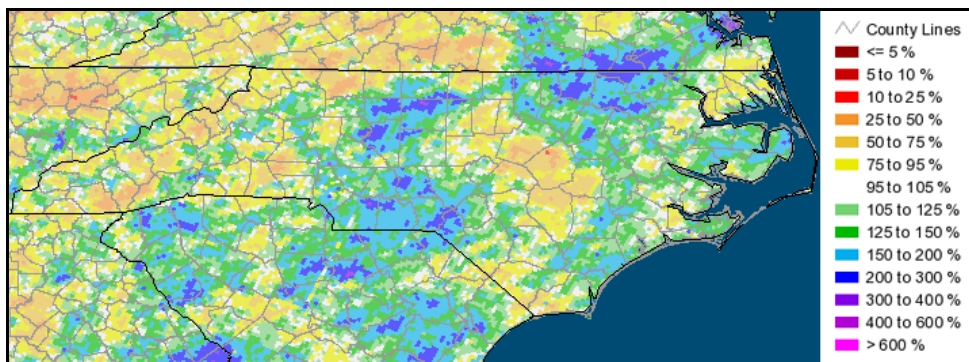 County Lines
<= 5 %
5 to 10 %
10 to 25 %
25 to 50 %
50 to 75 %
75 to 95 %
95 to 105 %
105 to 125 %
125 to 150 %
150 to 200 %
200 to 300 %
300 to 400 %
400 to 600 %
> 600 %